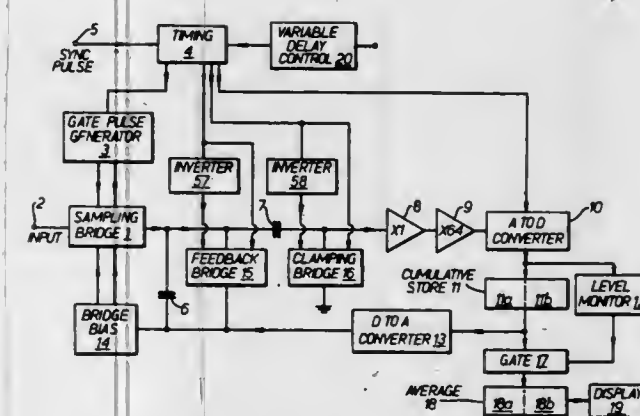 5
SYNC
PULSE
TIMING
4
VARIABLE
DELAY
CONTROL 20
GATE PULSE
GENERATOR
3
INVERTER
57
INVERTER
58
2
INPUT
SAMPLING
BRIDGE 1
7
8
X1
9
X64
A TO D
CONVERTER
10
FEEDBACK
BRIDGE 15
CLAMPING
BRIDGE 16
6
CUMULATIVE
STORE 11
11a
11b
LEVEL
MONITOR 12
BRIDGE
BIAS
14
D TO A
CONVERTER 13
GATE 17
AVERAGE
18
18a
18b
DISPLAY
19